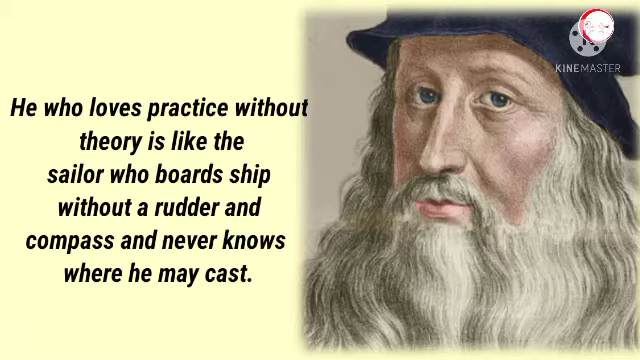 He who loves practice without
theory is like the
sailor who boards ship
without a rudder and
compass and never knows
where he may cast.
KINEMASTER